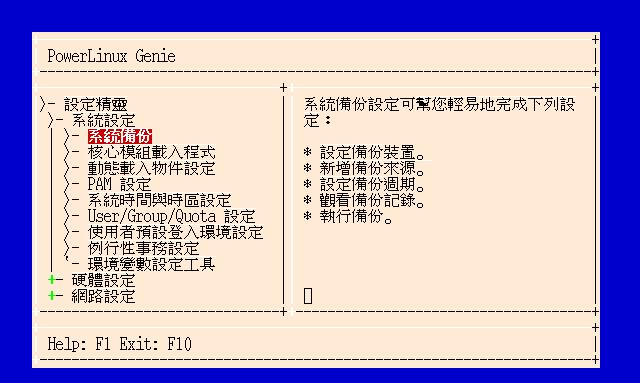 PowerLinux Genie
設定精靈
系統設定
系統備份
核心模組載入程式
動態載入物件設定
PAM 設定
系統時間與時區設定
User/Group/Quota 設定
使用者預設登入環境設定
例行性事務設定
環境變數設定工具
硬體設定
網路設定
系統備份設定可幫您輕易地完成下列設
定：
* 設定備份裝置。
* 新增備份來源。
* 設定備份週期。
* 觀看備份記錄。
* 執行備份。
Help: F1 Exit: F10